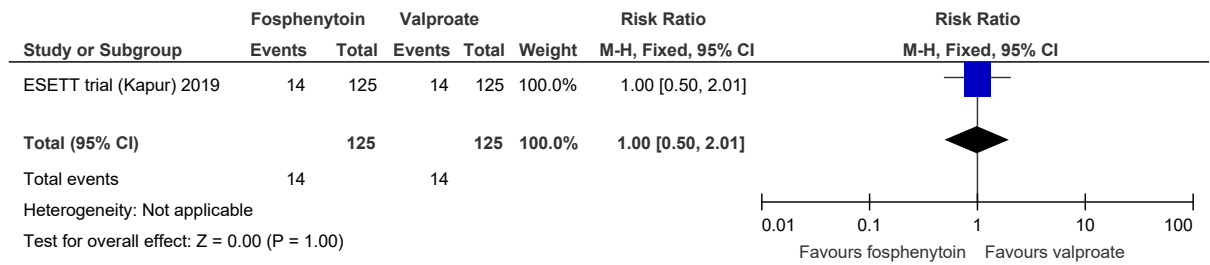 Fosphenytoin Valproate Risk Ratio Risk Ratio
Study or Subgroup Events Total Events Total Weight M-H, Fixed, 95% CI M-H, Fixed, 95% CI
ESETT trial (Kapur) 2019 14 125 14 125 100.0% 1.00 [0.50, 2.01]
Total (95% CI) 125 125 100.0% 1.00 [0.50, 2.01]
Total events 14 14
Heterogeneity: Not applicable
Test for overall effect: Z = 0.00 (P = 1.00)
0.01 0.1 1 10 100
Favours fosphenytoin Favours valproate